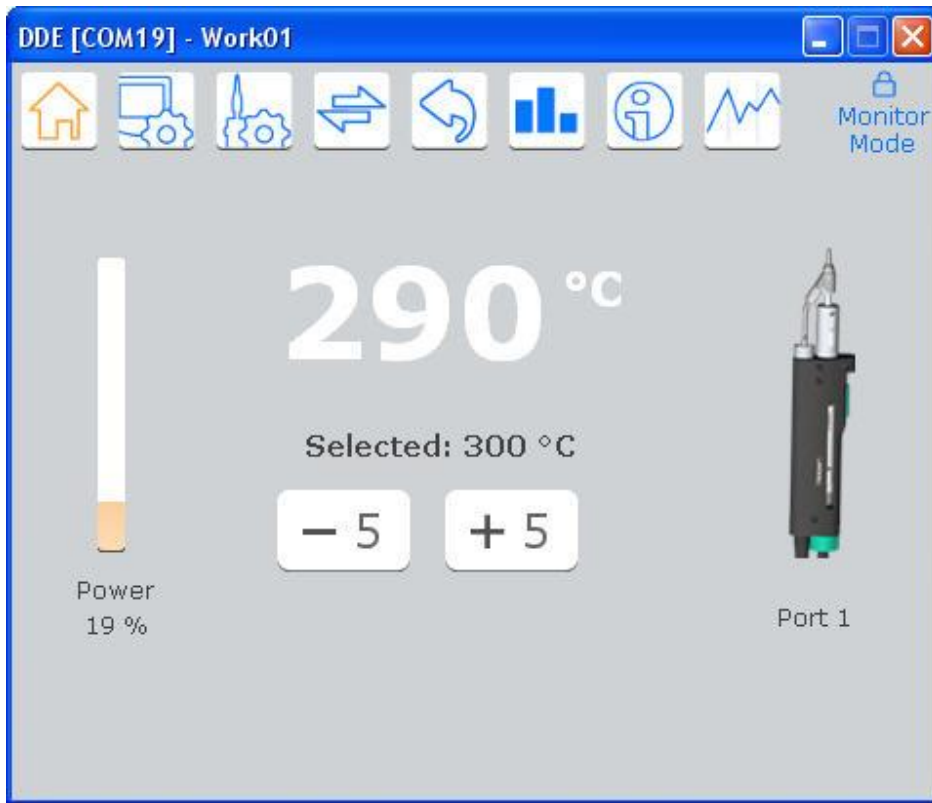 DDE [COM19] - Work01
Monitor
Mode
290 °C
Selected: 300 °C
− 5
+ 5
Power
19 %
Port 1